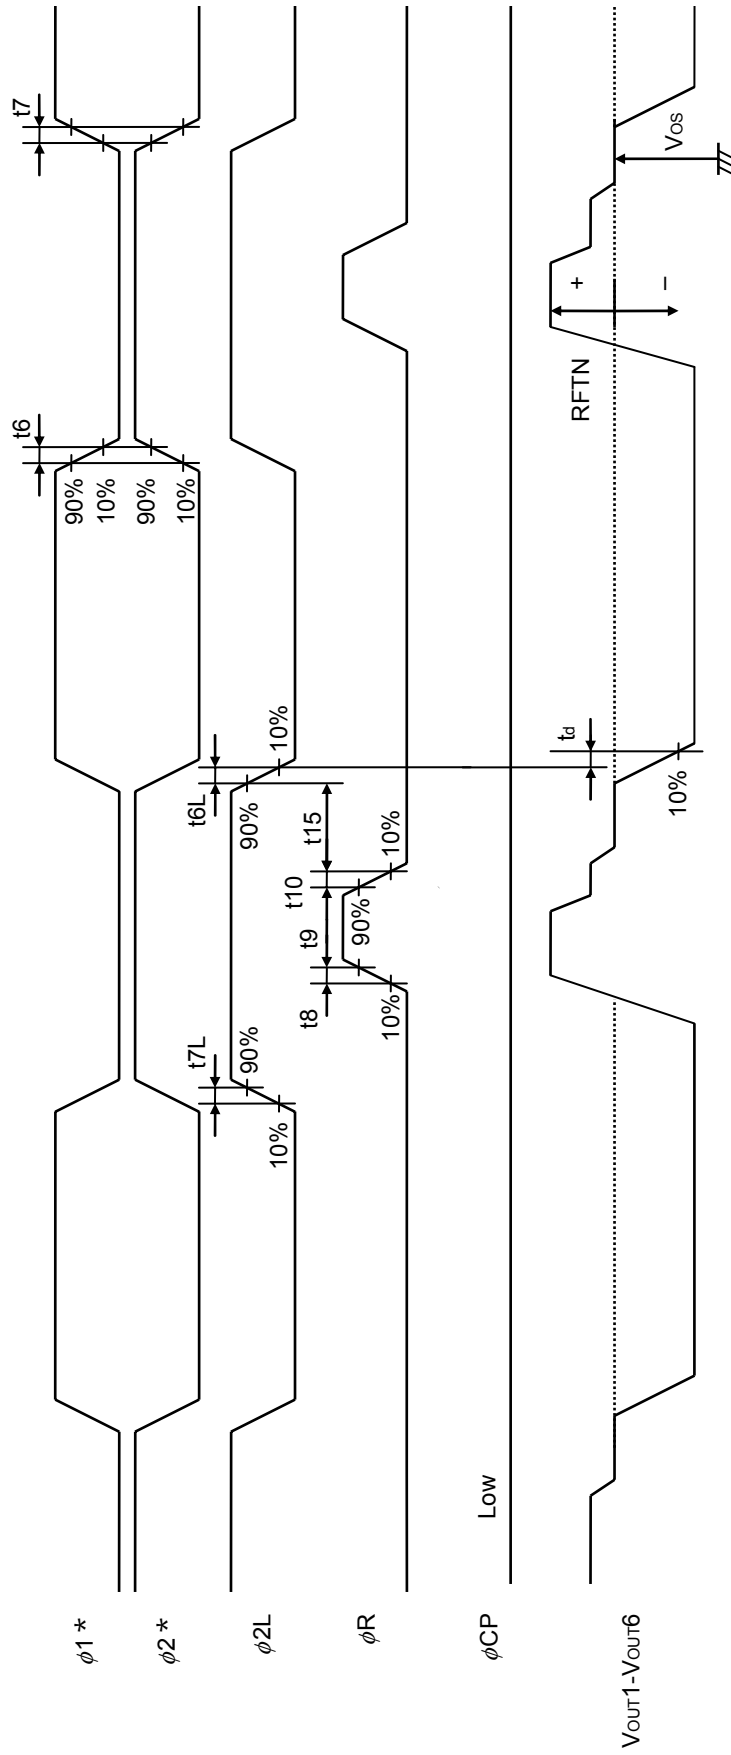 t6
t7
90%
10%
90%
10%
ϕ1 *
ϕ2 *
t7L
t6L
90%
10%
90%
10%
ϕ2L
t8
t9
t10
t15
10%
90%
10%
ϕR
Low
ϕCP
td
10%
RFTN
+
−
VOS
VOUT1-VOUT6